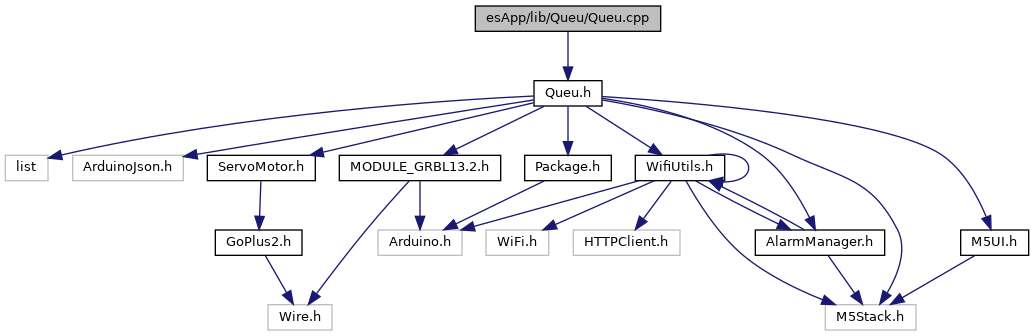 esApp/lib/Queu/Queu.cpp
Queu.h
list
ArduinoJson.h
ServoMotor.h
MODULE_GRBL13.2.h
Package.h
WifiUtils.h
GoPlus2.h
Arduino.h
WiFi.h
HTTPClient.h
AlarmManager.h
M5UI.h
Wire.h
M5Stack.h